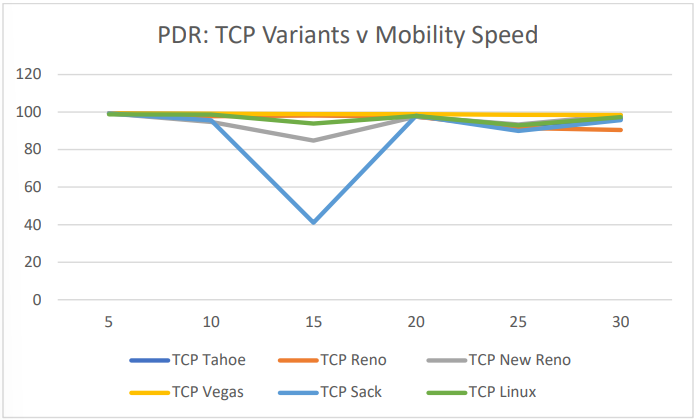 PDR: TCP Variants v Mobility Speed
120
100
80
60
40
20
0
5 10 15 20 25 30
TCP Tahoe TCP Reno TCP New Reno
TCP Vegas TCP Sack TCP Linux